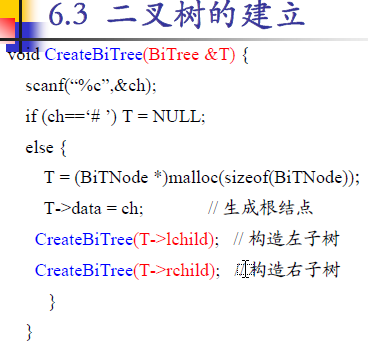 6.3 二叉树的建立
void CreateBiTree(BiTree &T) {
scanf(“%c”,&ch);
if (ch==‘# ’) T = NULL;
else {
T = (BiTNode *)malloc(sizeof(BiTNode));
T->data = ch; // 生成根结点
CreateBiTree(T->lchild); // 构造左子树
CreateBiTree(T->rchild); // 构造右子树
}
}